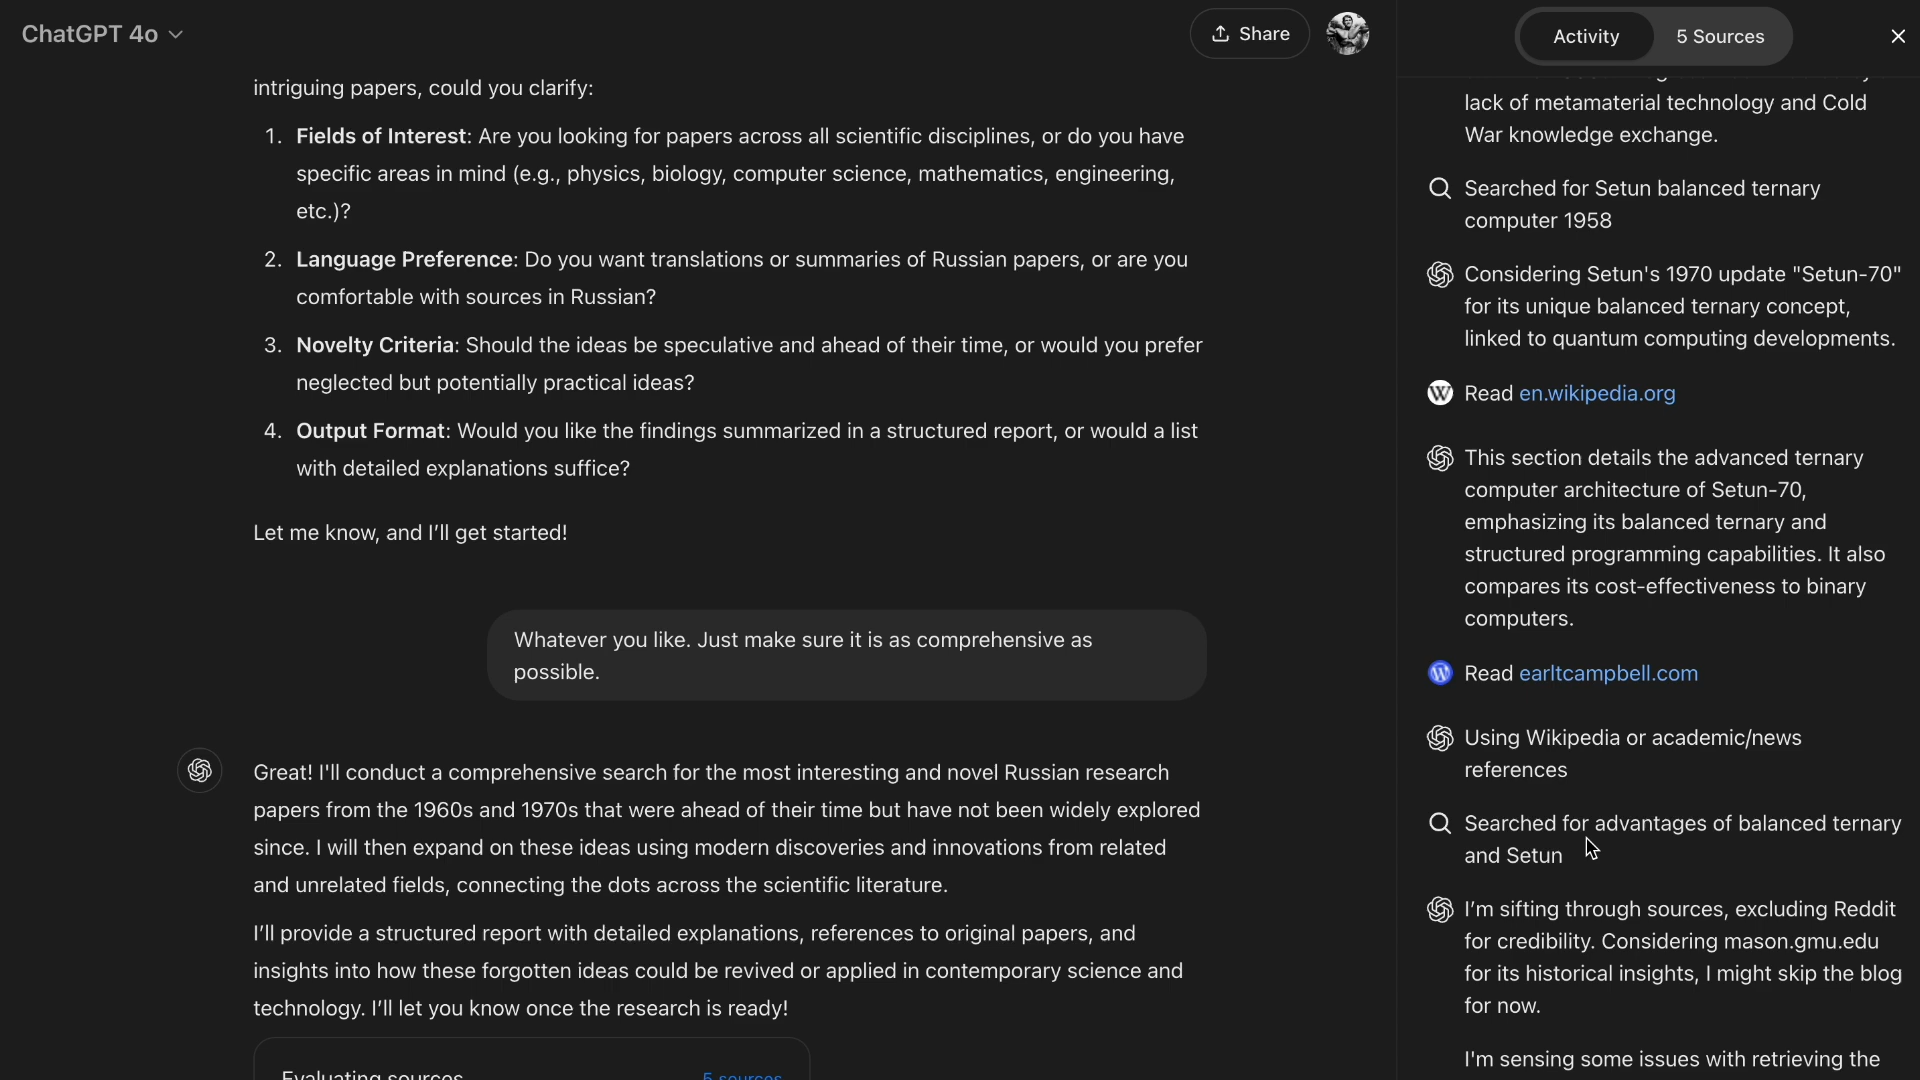 ChatGPT 4o
Share
intriguing papers, could you clarify:
1. Fields of Interest: Are you looking for papers across all scientific disciplines, or do you have
specific areas in mind (e.g., physics, biology, computer science, mathematics, engineering,
etc.)?
2. Language Preference: Do you want translations or summaries of Russian papers, or are you
comfortable with sources in Russian?
3. Novelty Criteria: Should the ideas be speculative and ahead of their time, or would you prefer
neglected but potentially practical ideas?
4. Output Format: Would you like the findings summarized in a structured report, or would a list
with detailed explanations suffice?
Let me know, and I’ll get started!
Whatever you like. Just make sure it is as comprehensive as
possible.
Great! I'll conduct a comprehensive search for the most interesting and novel Russian research
papers from the 1960s and 1970s that were ahead of their time but have not been widely explored
since. I will then expand on these ideas using modern discoveries and innovations from related
and unrelated fields, connecting the dots across the scientific literature.
I’ll provide a structured report with detailed explanations, references to original papers, and
insights into how these forgotten ideas could be revived or applied in contemporary science and
technology. I’ll let you know once the research is ready!
Evaluating sources
5 sources
Activity
5 Sources
lack of metamaterial technology and Cold
War knowledge exchange.
Searched for Setun balanced ternary
computer 1958
Considering Setun's 1970 update "Setun-70"
for its unique balanced ternary concept,
linked to quantum computing developments.
Read en.wikipedia.org
This section details the advanced ternary
computer architecture of Setun-70,
emphasizing its balanced ternary and
structured programming capabilities. It also
compares its cost-effectiveness to binary
computers.
Read earltcampbell.com
Using Wikipedia or academic/news
references
Searched for advantages of balanced ternary
and Setun
I’m sifting through sources, excluding Reddit
for credibility. Considering mason.gmu.edu
for its historical insights, I might skip the blog
for now.
I'm sensing some issues with retrieving the